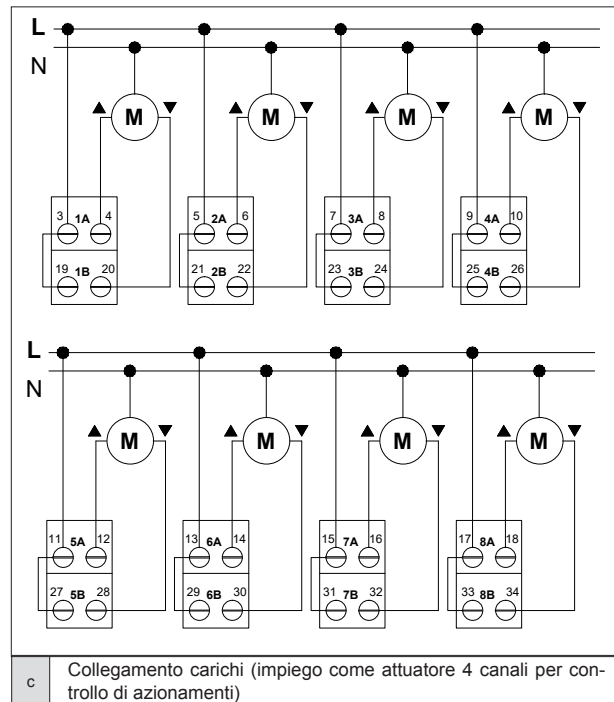 L
N
M M M M
3 1A 4 5 2A 6 7 3A 8 9 4A 10
19 1B 20 21 2B 22 23 3B 24 25 4B 26
L
N
M M M M
11 5A 12 13 6A 14 15 7A 16 17 8A 18
27 5B 28 29 6B 30 31 7B 32 33 8B 34
c Collegamento carichi (impiego come attuatore 4 canali per con-
trollo di azionamenti)